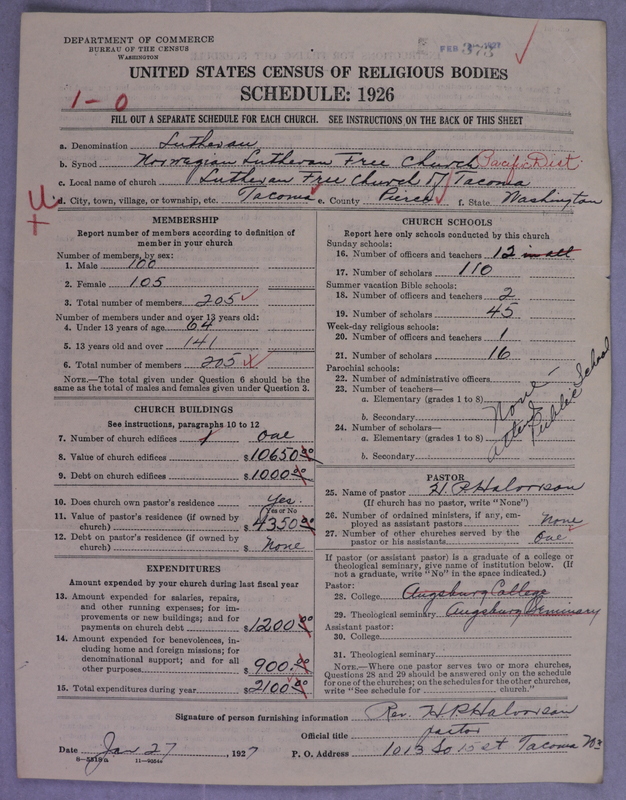 DEPARTMENT OF COMMERCE
BUREAU OF THE CENSUS
WASHINGTON
FEB
373
UNITED STATES CENSUS OF RELIGIOUS BODIES
SCHEDULE: 1926
1-0
FILL OUT A SEPARATE SCHEDULE FOR EACH CHURCH. SEE INSTRUCTIONS ON THE BACK OF THIS SHEET
a. Denomination Lutheran
b. Synod Norwegian Lutheran Free Church Pacific Dist.
c. Local name of church Lutheran Free Church of Tacoma
d. City, town, village, or township, etc. Tacoma e. County Pierce f. State Washington
MEMBERSHIP
Report number of members according to definition of
member in your church
Number of members, by sex:
1. Male 100
2. Female 105
3. Total number of members 205
Number of members under and over 13 years old:
4. Under 13 years of age 64
5. 13 years old and over 141
6. Total number of members 205
NOTE.—The total given under Question 6 should be the
same as the total of males and females given under Question 3.
CHURCH BUILDINGS
See instructions, paragraphs 10 to 12
7. Number of church edifices 1 one
8. Value of church edifices $10650.00
9. Debt on church edifices $1000.00
10. Does church own pastor's residence Yes.
Yes or No
11. Value of pastor's residence (if owned by
church) $4350.00
12. Debt on pastor's residence (if owned by
church) $ None
EXPENDITURES
Amount expended by your church during last fiscal year
13. Amount expended for salaries, repairs,
and other running expenses; for im-
provements or new buildings; and for
payments on church debt $1200.00
14. Amount expended for benevolences, in-
cluding home and foreign missions; for
denominational support; and for all
other purposes $900.00
15. Total expenditures during year $2100.00
CHURCH SCHOOLS
Report here only schools conducted by this church
Sunday schools:
16. Number of officers and teachers 12 in all
17. Number of scholars 110
Summer vacation Bible schools:
18. Number of officers and teachers 2
19. Number of scholars 45
Week-day religious schools:
20. Number of officers and teachers 1
21. Number of scholars 16
Parochial schools:
22. Number of administrative officers
23. Number of teachers—
a. Elementary (grades 1 to 8)
b. Secondary
24. Number of scholars—
a. Elementary (grades 1 to 8)
b. Secondary
None—
attend
Public School
PASTOR
25. Name of pastor H. P. Halvorson
(If church has no pastor, write "None")
26. Number of ordained ministers, if any, em-
ployed as assistant pastors None
27. Number of other churches served by the
pastor or his assistants One
If pastor (or assistant pastor) is a graduate of a college or
theological seminary, give name of institution below. (If
not a graduate, write "No" in the space indicated.)
Pastor:
28. College Augsburg College
29. Theological seminary Augsburg Seminary
Assistant pastor:
30. College
31. Theological seminary
NOTE.—Where one pastor serves two or more churches,
Questions 28 and 29 should be answered only on the schedule
for one of the churches; on the schedules for the other churches,
write "See schedule for church."
Signature of person furnishing information Rev. H P Halvorson
Official title pastor
Date Jan 27, 1927 P. O. Address 1013 So 15 st Tacoma Wn